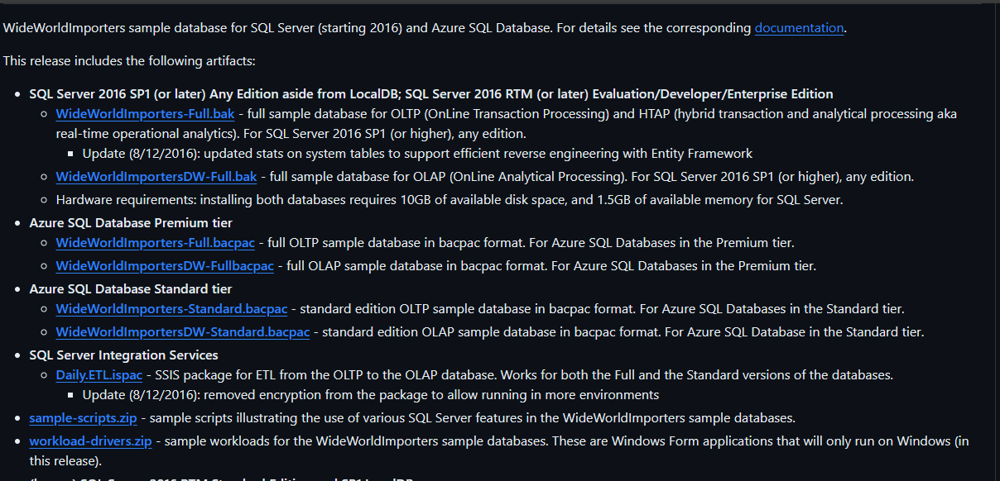 WideWorldImporters sample database for SQL Server (starting 2016) and Azure SQL Database. For details see the corresponding documentation.
This release includes the following artifacts:
SQL Server 2016 SP1 (or later) Any Edition aside from LocalDB; SQL Server 2016 RTM (or later) Evaluation/Developer/Enterprise Edition
WideWorldImporters-Full.bak - full sample database for OLTP (OnLine Transaction Processing) and HTAP (hybrid transaction and analytical processing aka
real-time operational analytics). For SQL Server 2016 SP1 (or higher), any edition.
Update (8/12/2016): updated stats on system tables to support efficient reverse engineering with Entity Framework
WideWorldImportersDW-Full.bak - full sample database for OLAP (OnLine Analytical Processing). For SQL Server 2016 SP1 (or higher), any edition.
Hardware requirements: installing both databases requires 10GB of available disk space, and 1.5GB of available memory for SQL Server.
Azure SQL Database Premium tier
WideWorldImporters-Full.bacpac - full OLTP sample database in bacpac format. For Azure SQL Databases in the Premium tier.
WideWorldImportersDW-Fullbacpac - full OLAP sample database in bacpac format. For Azure SQL Databases in the Premium tier.
Azure SQL Database Standard tier
WideWorldImporters-Standard.bacpac - standard edition OLTP sample database in bacpac format. For Azure SQL Databases in the Standard tier.
WideWorldImportersDW-Standard.bacpac - standard edition OLAP sample database in bacpac format. For Azure SQL Database in the Standard tier.
SQL Server Integration Services
Daily.ETL.ispac - SSIS package for ETL from the OLTP to the OLAP database. Works for both the Full and the Standard versions of the databases.
Update (8/12/2016): removed encryption from the package to allow running in more environments
sample-scripts.zip - sample scripts illustrating the use of various SQL Server features in the WideWorldImporters sample databases.
workload-drivers.zip - sample workloads for the WideWorldImporters sample databases. These are Windows Form applications that will only run on Windows (in
this release).